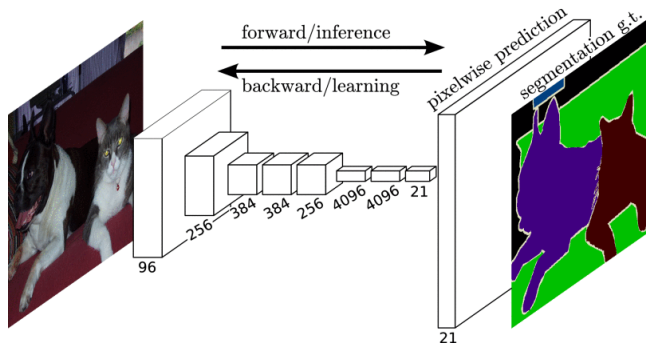 forward/inference
backward/learning
pixelwise prediction
segmentation g.t.
96
256
384
384
256
4096
4096
21
21